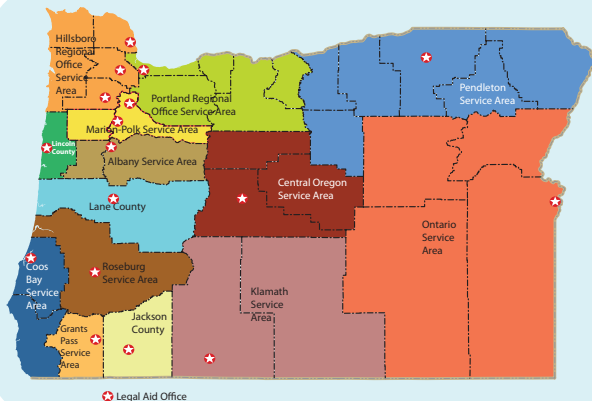 Hillsboro
Regional
Office
Service
Area
Portland Regional
Office Service Area
Pendleton
Service Area
Marion-Polk Service Area
Lincoln
County
Albany Service Area
Central Oregon
Service Area
Lane County
Ontario
Service
Area
Coos
Bay
Service
Area
Roseburg
Service Area
Klamath
Service
Area
Jackson
County
Grants
Pass
Service
Area
Legal Aid Office